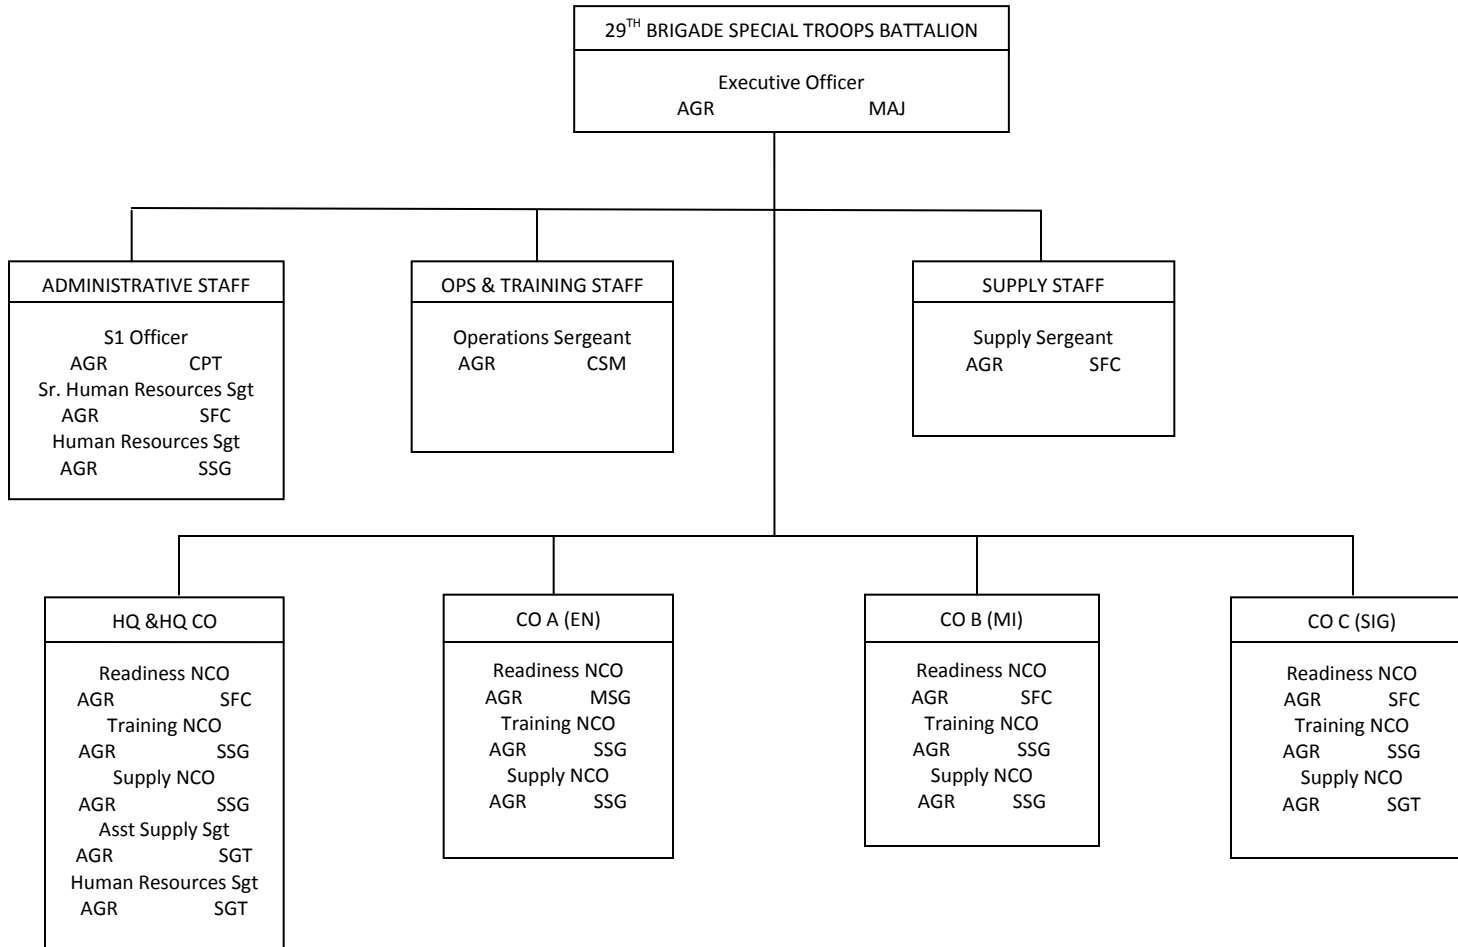 29TH BRIGADE SPECIAL TROOPS BATTALION
Executive Officer
AGR MAJ
ADMINISTRATIVE STAFF
S1 Officer
AGR CPT
Sr. Human Resources Sgt
AGR SFC
Human Resources Sgt
AGR SSG
OPS & TRAINING STAFF
Operations Sergeant
AGR CSM
SUPPLY STAFF
Supply Sergeant
AGR SFC
HQ &HQ CO
Readiness NCO
AGR SFC
Training NCO
AGR SSG
Supply NCO
AGR SSG
Asst Supply Sgt
AGR SGT
Human Resources Sgt
AGR SGT
CO A (EN)
Readiness NCO
AGR MSG
Training NCO
AGR SSG
Supply NCO
AGR SSG
CO B (MI)
Readiness NCO
AGR SFC
Training NCO
AGR SSG
Supply NCO
AGR SSG
CO C (SIG)
Readiness NCO
AGR SFC
Training NCO
AGR SSG
Supply NCO
AGR SGT